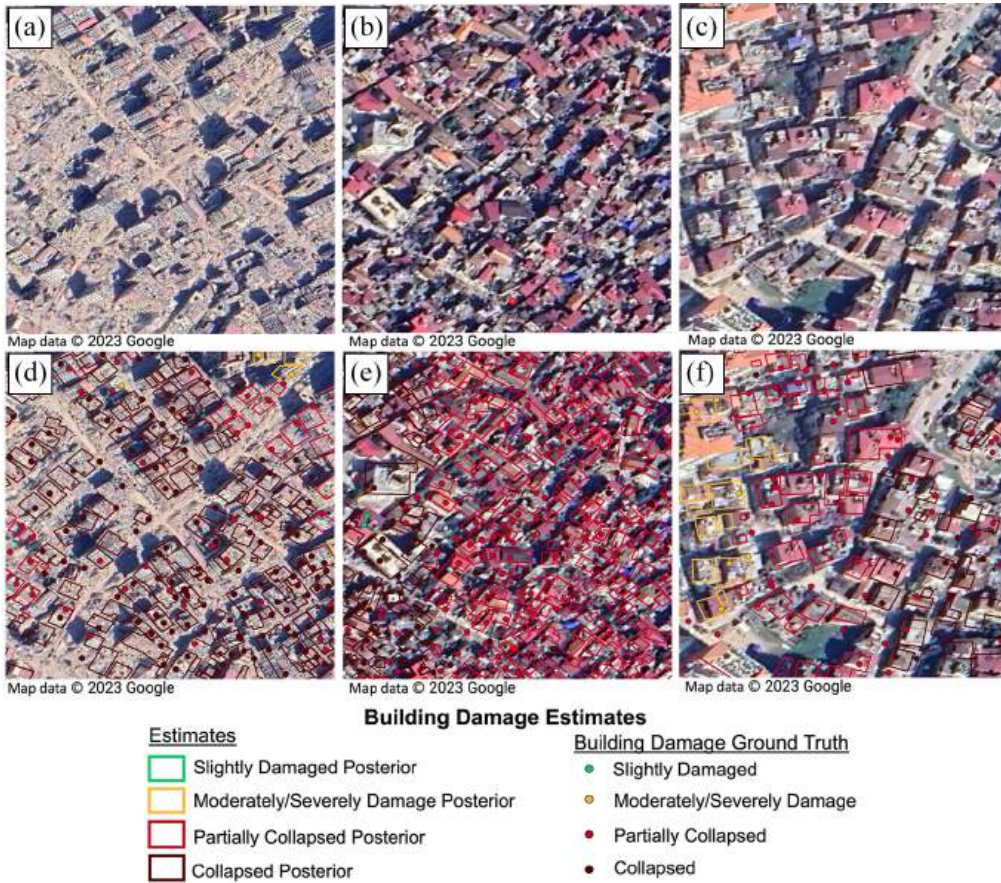 (a) (b) (c)
Map data © 2023 Google Map data © 2023 Google Map data © 2023 Google
(d) (e) (f)
Map data © 2023 Google Map data © 2023 Google Map data © 2023 Google
Building Damage Estimates
Estimates
Slightly Damaged Posterior
Moderately/Severely Damage Posterior
Partially Collapsed Posterior
Collapsed Posterior
Building Damage Ground Truth
Slightly Damaged
Moderately/Severely Damage
Partially Collapsed
Collapsed